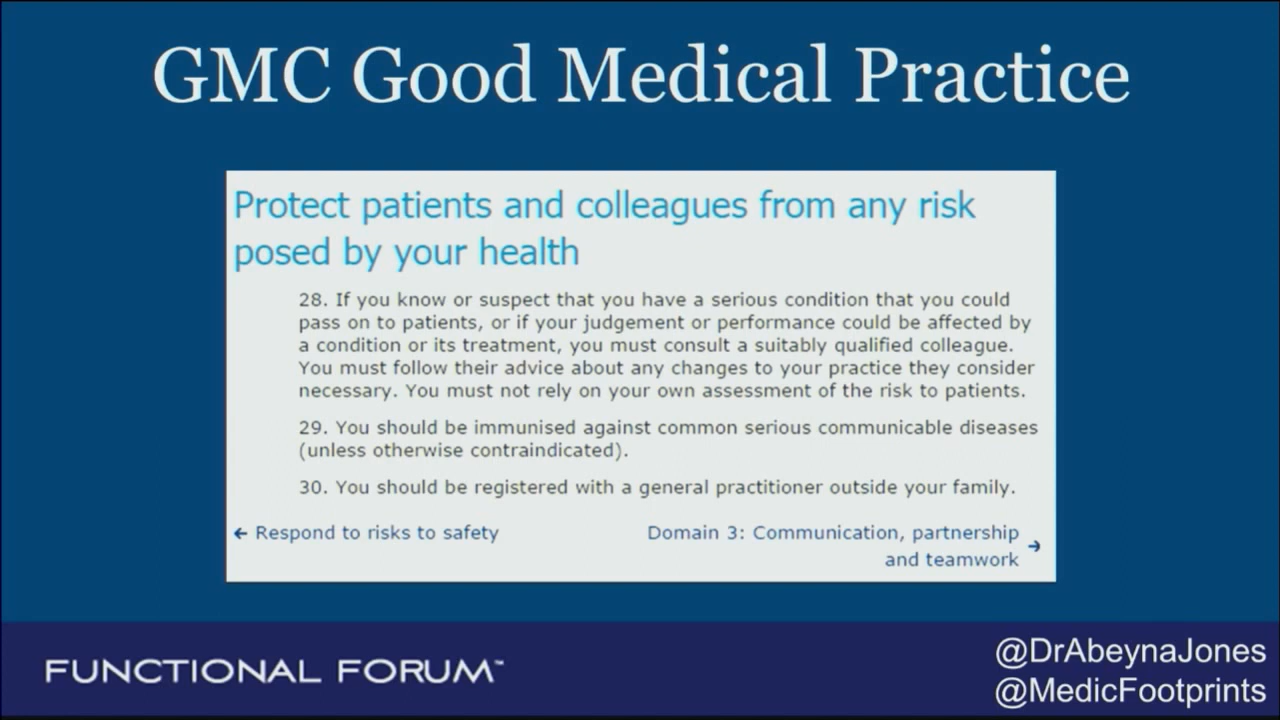 GMC Good Medical Practice
Protect patients and colleagues from any risk
posed by your health
28. If you know or suspect that you have a serious condition that you could
pass on to patients, or if your judgement or performance could be affected by
a condition or its treatment, you must consult a suitably qualified colleague.
You must follow their advice about any changes to your practice they consider
necessary. You must not rely on your own assessment of the risk to patients.
29. You should be immunised against common serious communicable diseases
(unless otherwise contraindicated).
30. You should be registered with a general practitioner outside your family.
← Respond to risks to safety
Domain 3: Communication, partnership
and teamwork →
FUNCTIONAL FORUM™
@DrAbeynaJones
@MedicFootprints